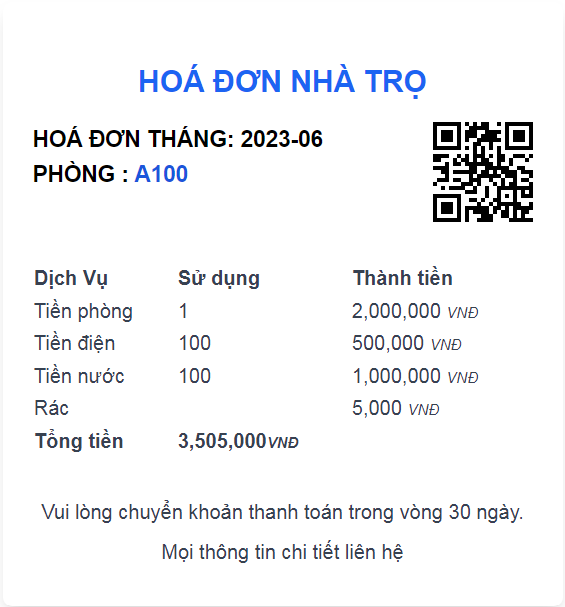 HOÁ ĐƠN NHÀ TRỌ
HOÁ ĐƠN THÁNG: 2023-06
PHÒNG : A100
Dịch Vụ Sử dụng Thành tiền
Tiền phòng 1 2,000,000 VNĐ
Tiền điện 100 500,000 VNĐ
Tiền nước 100 1,000,000 VNĐ
Rác 5,000 VNĐ
Tổng tiền 3,505,000VNĐ
Vui lòng chuyển khoản thanh toán trong vòng 30 ngày.
Mọi thông tin chi tiết liên hệ